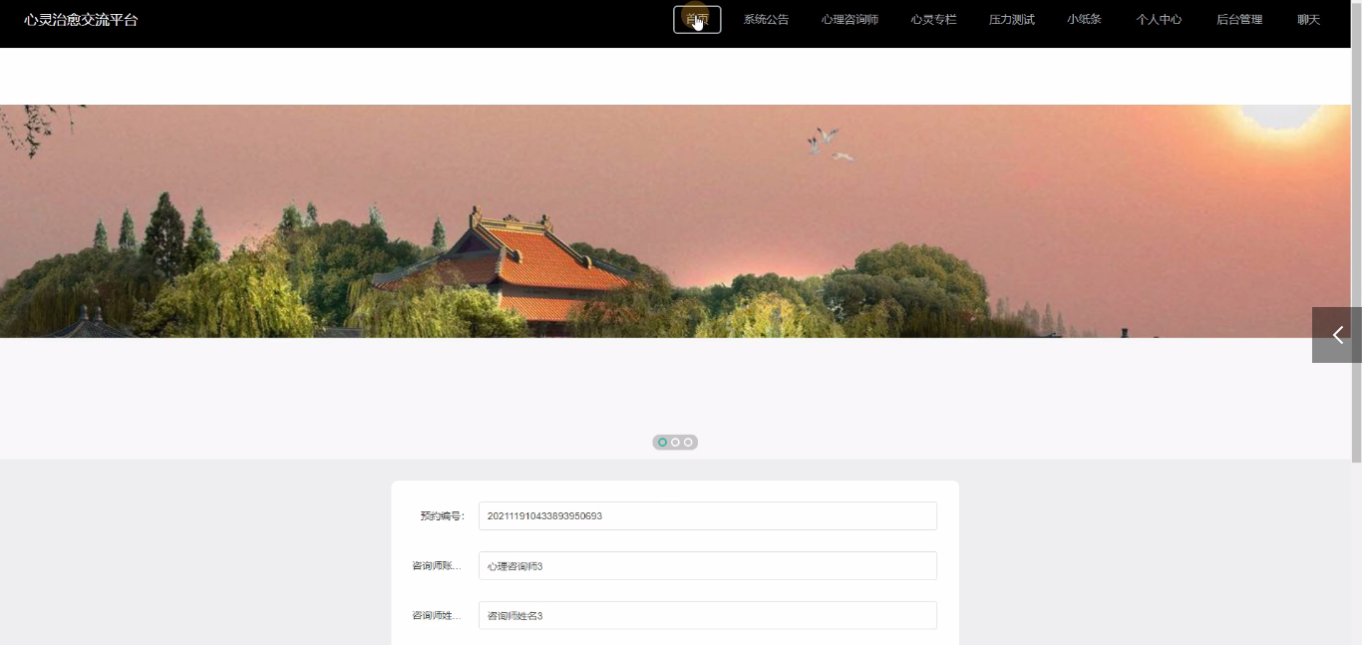 心灵治愈交流平台
首页
系统公告
心理咨询师
心灵专栏
压力测试
小纸条
个人中心
后台管理
聊天
预约编号：
202111910433893950693
咨询师账...
心理咨询师3
咨询师姓...
咨询师姓名3